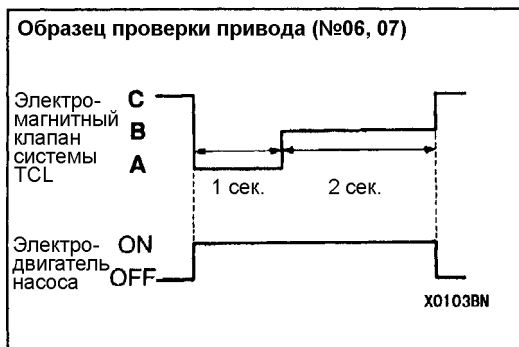 Образец проверки привода (№06, 07)
Электро-
магнитный
клапан
системы
TCL
C
B
A
1 сек.
2 сек.
Электро-
двигатель
насоса
ON
OFF
X0103BN